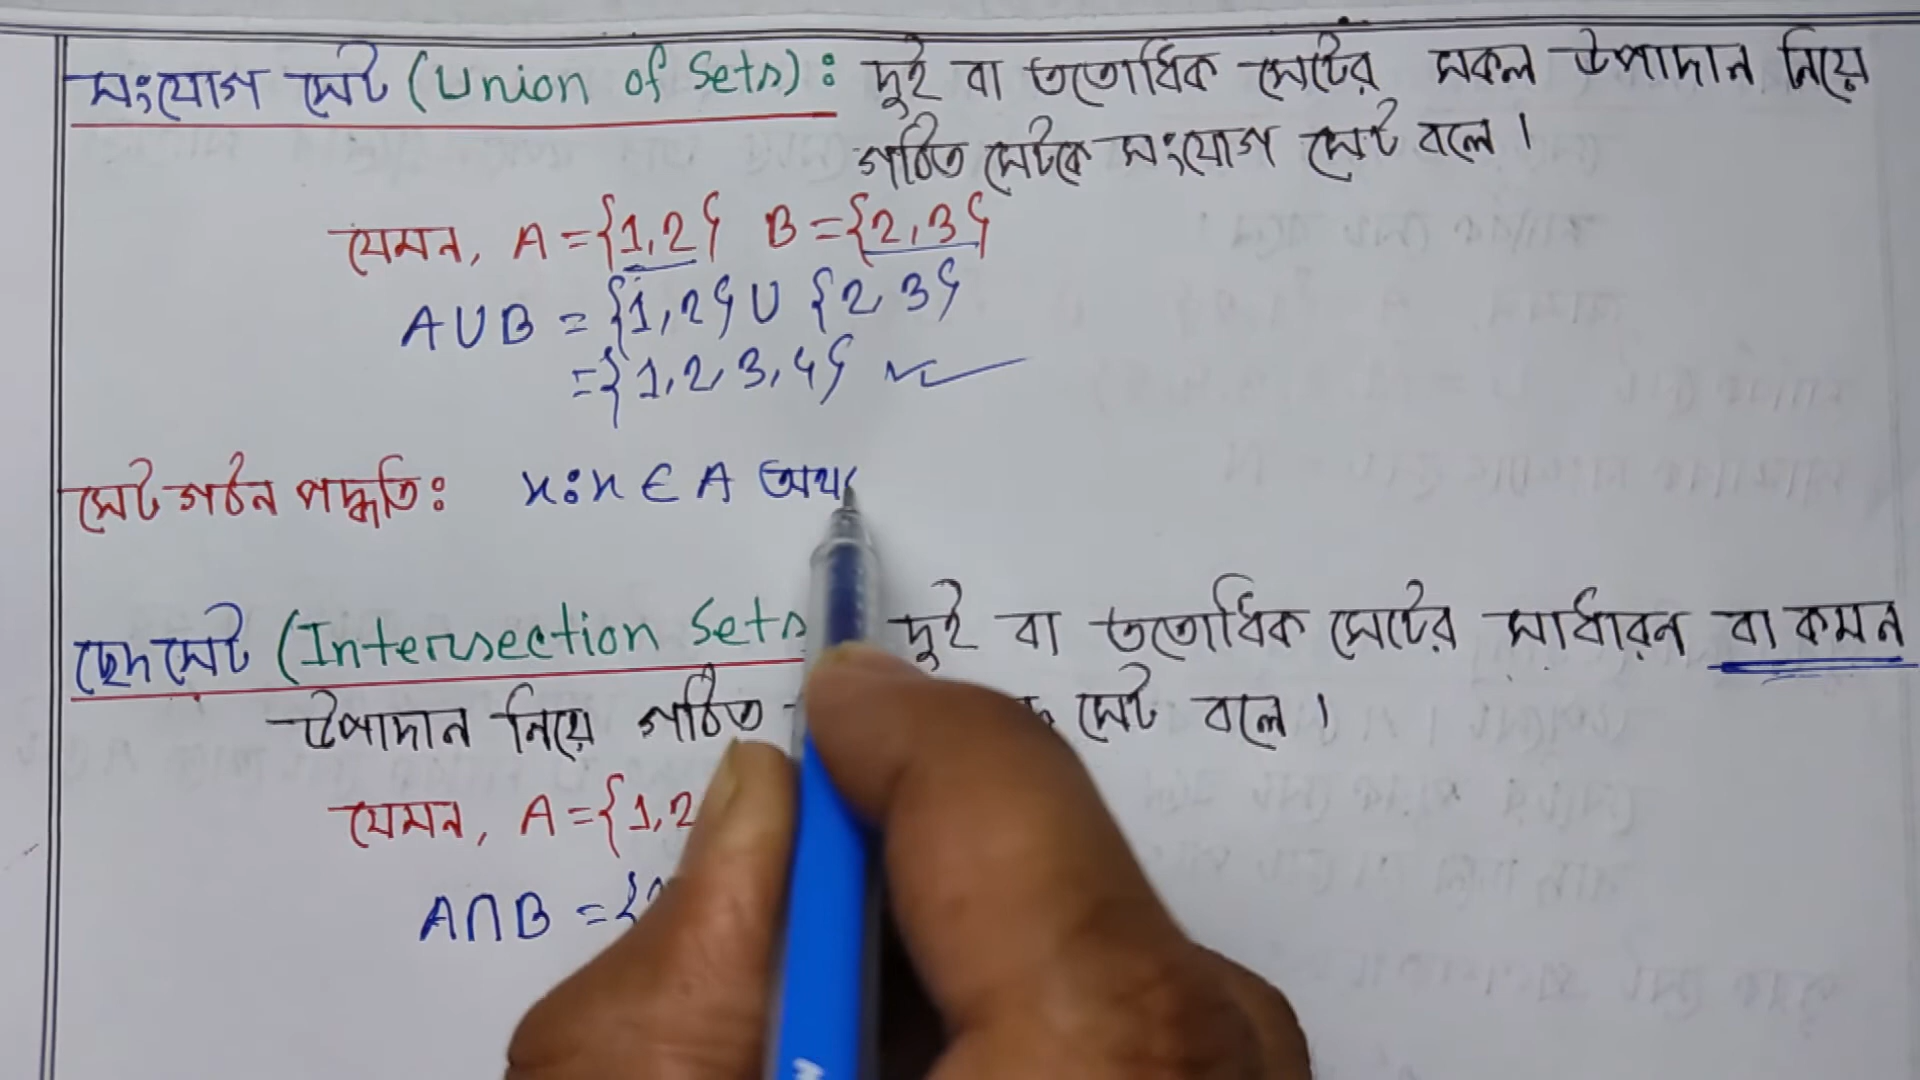 সংযোগ সেট (Union of Sets): দুই বা ততোধিক সেটের সকল উপাদান নিয়ে
গঠিত সেটকে সংযোগ সেট বলে।
যেমন, A={1,2} B={2,3}
A∪B = {1,2}∪{2,3}
={1,2,3,4}
সেট গঠন পদ্ধতি: x:x∈A অথ
ছেদ সেট (Intersection Sets দুই বা ততোধিক সেটের সাধারন বা কমন
উপাদান নিয়ে গঠিত সেট বলে।
যেমন, A={1,2
A∩B ={